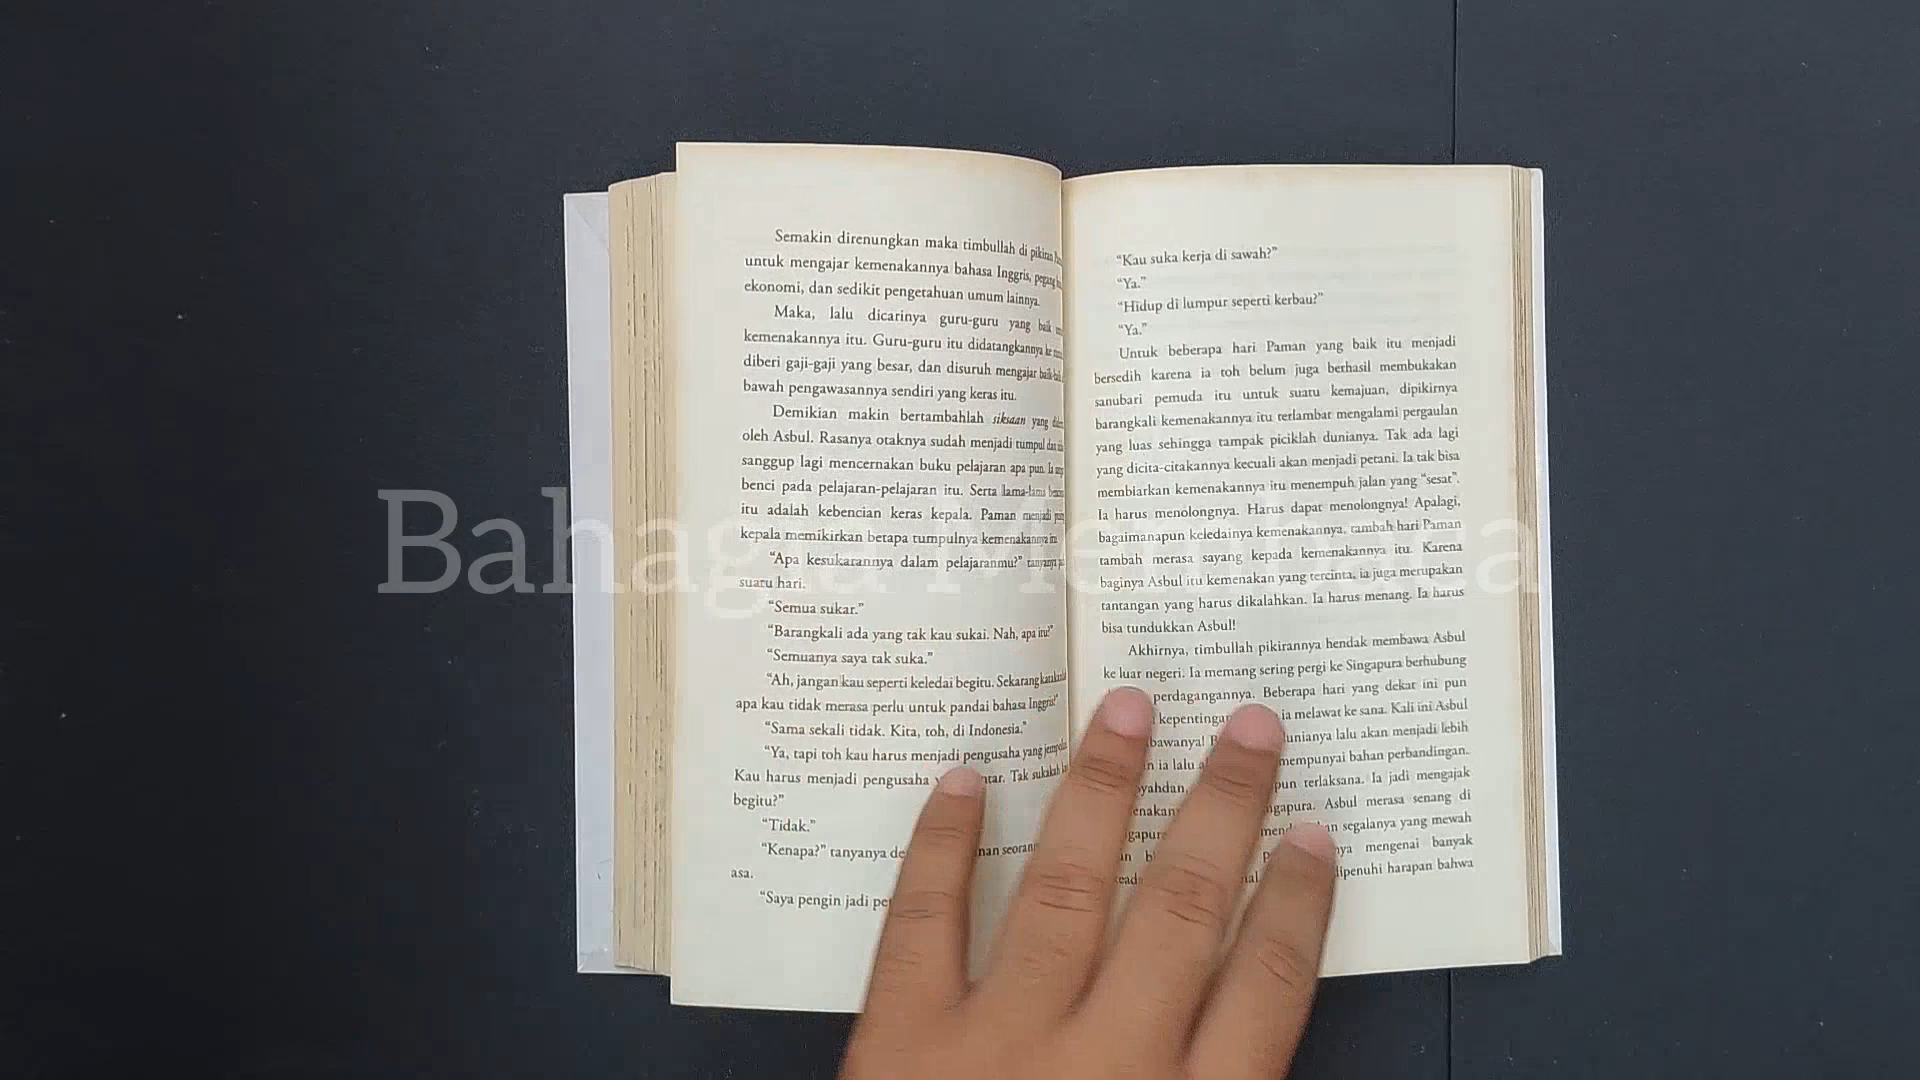 Semakin direnungkan maka timbullah di pikiran
untuk mengajar kemenakannya bahasa Inggris, pegang
ekonomi, dan sedikit pengetahuan umum lainnya.
Maka, lalu dicarinya guru-guru yang baik
kemenakannya itu. Guru-guru itu didatangkannya ke
diberi gaji-gaji yang besar, dan disuruh mengajar
bawah pengawasannya sendiri yang keras itu.
Demikian makin bertambahlah siksaan yang
oleh Asbul. Rasanya otaknya sudah menjadi tumpul dan
sanggup lagi mencernakan buku pelajaran apa pun. Ia
benci pada pelajaran-pelajaran itu. Serta lama-lama
itu adalah kebencian keras kepala. Paman menjadi
kepala memikirkan betapa tumpulnya kemenakannya
“Apa kesukarannya dalam pelajaranmu?” tanyanya
suatu hari.
“Semua sukar.”
“Barangkali ada yang tak kau sukai. Nah, apa itu?”
“Semuanya saya tak suka.”
“Ah, jangan kau seperti keledai begitu. Sekarang
apa kau tidak merasa perlu untuk pandai bahasa Inggris?”
“Sama sekali tidak. Kita, toh, di Indonesia.”
“Ya, tapi toh kau harus menjadi pengusaha yang
Kau harus menjadi pengusaha Tak sukakah
begitu?”
“Tidak.”
“Kenapa?” tanyanya
asa.
“Saya pengin jadi
“Kau suka kerja di sawah?”
“Ya.”
“Hidup di lumpur seperti kerbau?”
“Ya.”
Untuk beberapa hari Paman yang baik itu menjadi
bersedih karena ia toh belum juga berhasil membukakan
sanubari pemuda itu untuk suatu kemajuan, dipikirnya
barangkali kemenakannya itu terlambat mengalami pergaulan
yang luas sehingga tampak piciklah dunianya. Tak ada lagi
yang dicita-citakannya kecuali akan menjadi petani. Ia tak bisa
membiarkan kemenakannya itu menempuh jalan yang “sesat”.
Ia harus menolongnya! Harus dapat menolongnya! Apalagi,
bagaimanapun keledainya kemenakannya, tambah hari Paman
tambah merasa sayang kepada kemenakannya itu. Karena
baginya Asbul itu kemenakan yang tercinta, ia juga merupakan
tantangan yang harus dikalahkan. Ia harus menang. Ia harus
bisa tundukkan Asbul!
Akhirnya, timbullah pikirannya hendak membawa Asbul
ke luar negeri. Ia memang sering pergi ke Singapura berhubung
perdagangannya. Beberapa hari yang dekat ini pun
kepentingan ia melawat ke sana. Kali ini Asbul
dunianya lalu akan menjadi lebih
ia lalu mempunyai bahan perbandingan.
pun terlaksana. Ia jadi mengajak
Asbul merasa senang di
segalanya yang mewah
mengenai banyak
dipenuhi harapan bahwa
Bahagia Membaca